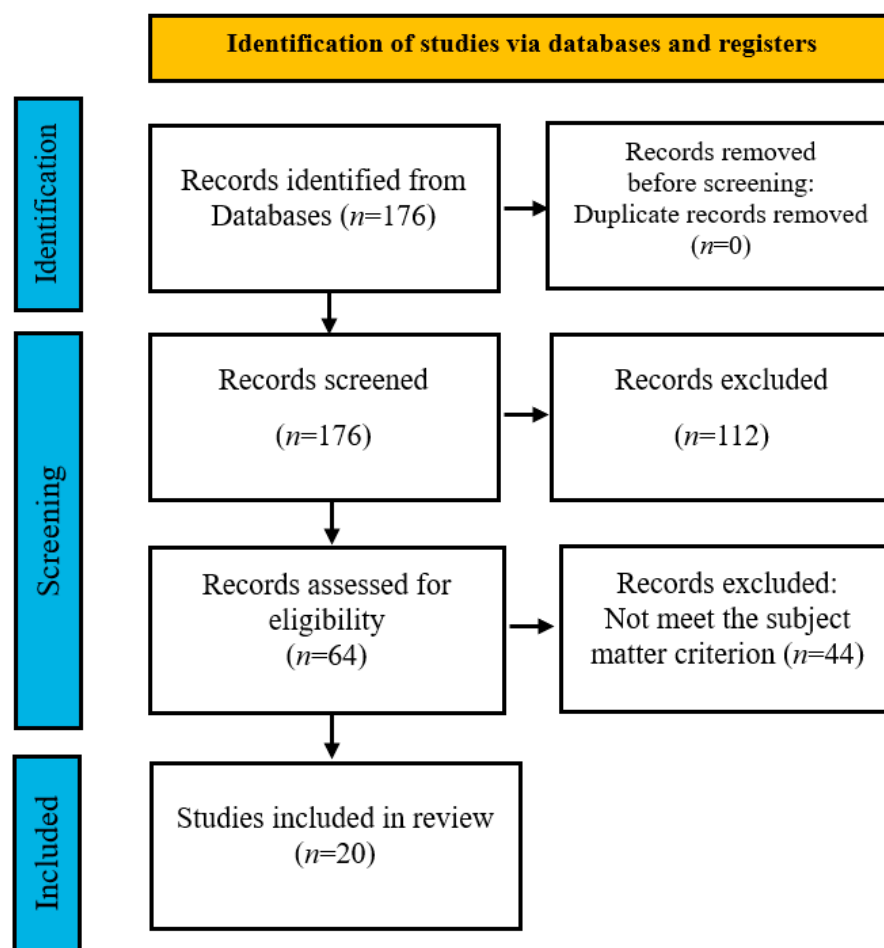 Identification of studies via databases and registers
Identification
Records identified from
Databases (n=176)
Records removed
before screening:
Duplicate records removed
(n=0)
Screening
Records screened
(n=176)
Records excluded
(n=112)
Records assessed for
eligibility
(n=64)
Records excluded:
Not meet the subject
matter criterion (n=44)
Included
Studies included in review
(n=20)